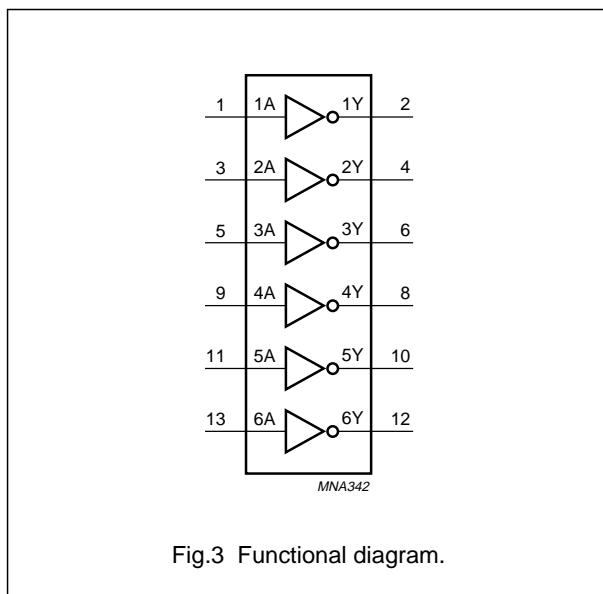 1 1A 1Y 2
3 2A 2Y 4
5 3A 3Y 6
9 4A 4Y 8
11 5A 5Y 10
13 6A 6Y 12
MNA342
Fig.3 Functional diagram.